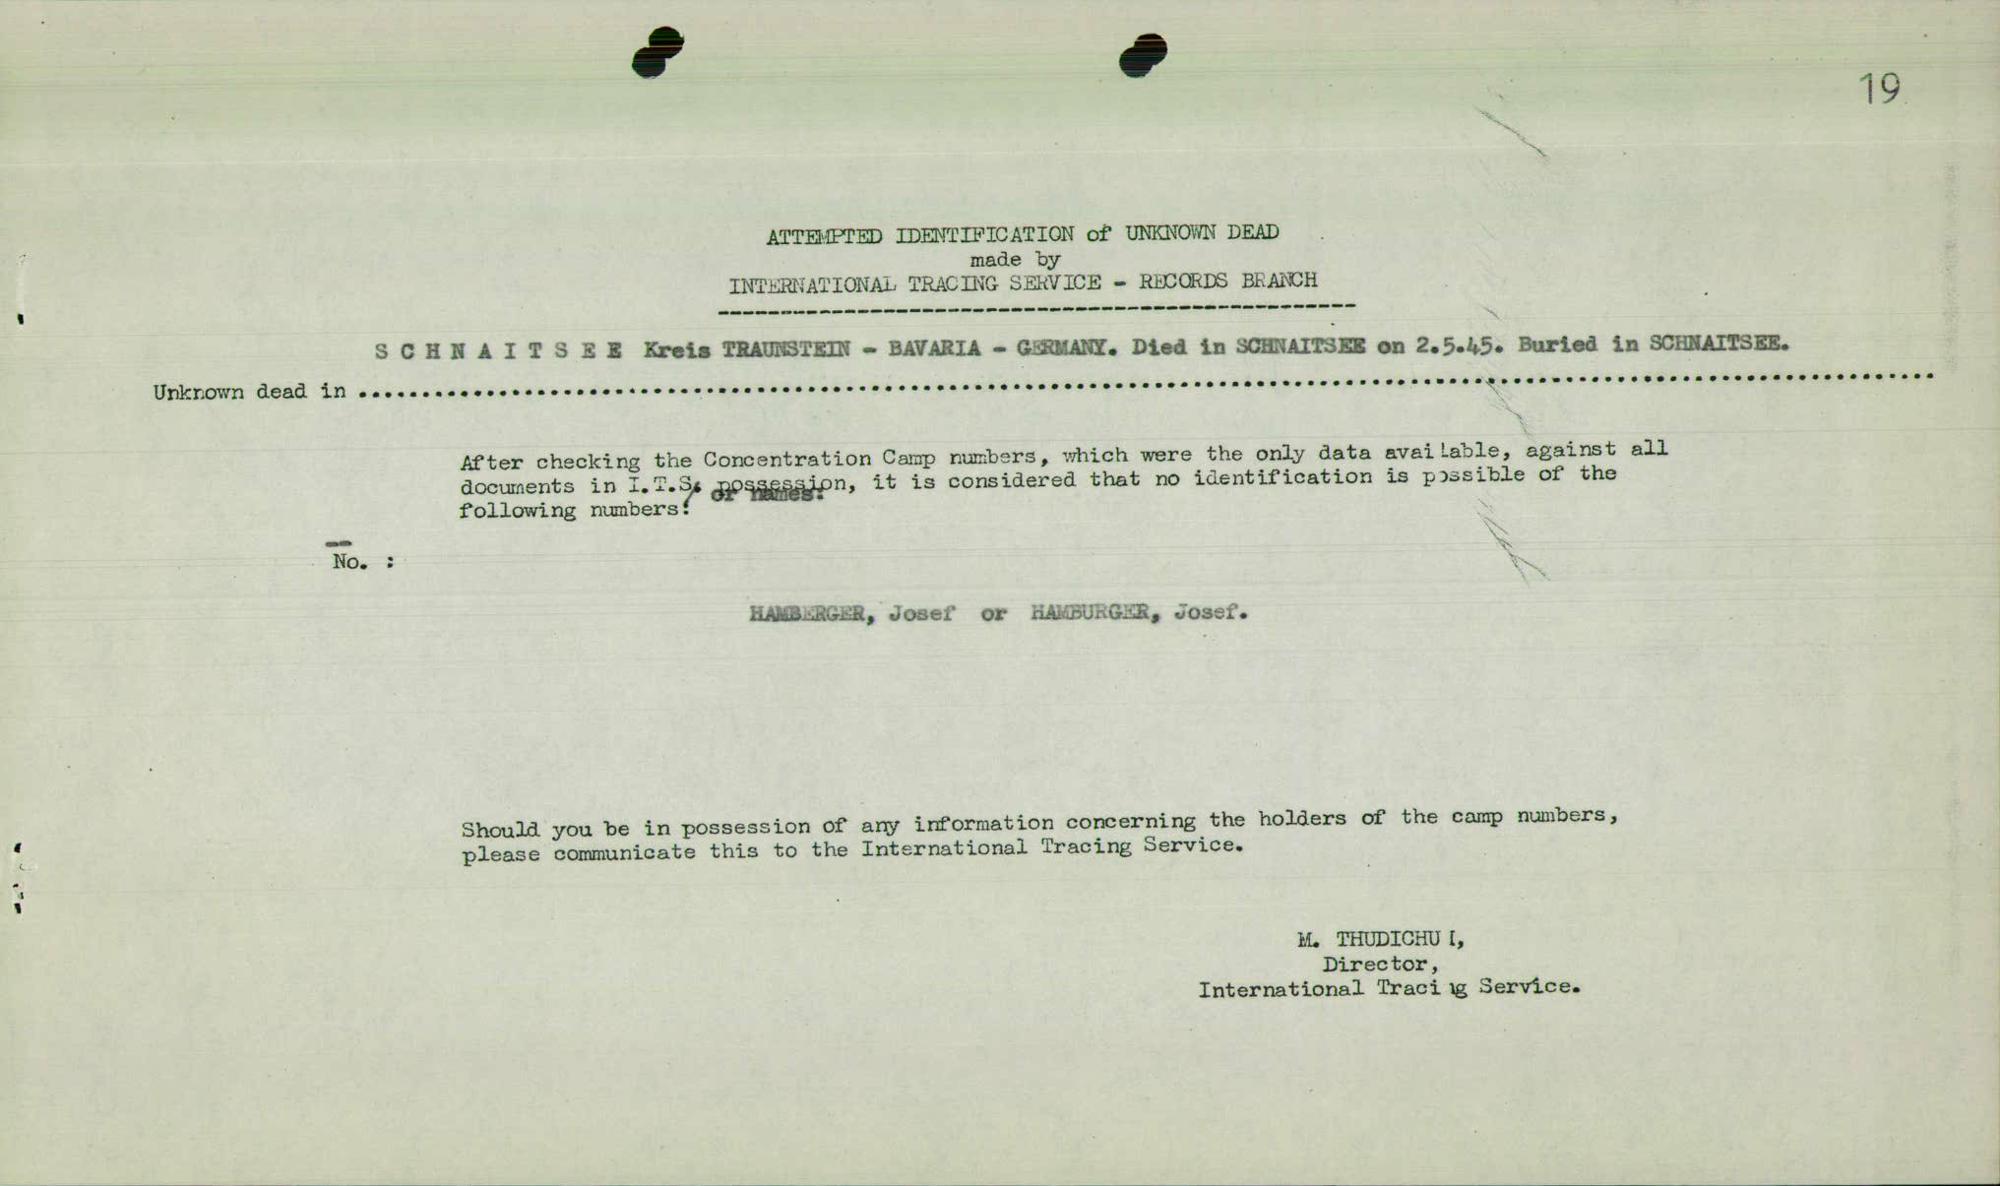 19
ATTEMPTED IDENTIFICATION of UNKNOWN DEAD
made by
INTERNATIONAL TRACING SERVICE - RECORDS BRANCH
S C H N A I T S E E Kreis TRAUNSTEIN - BAVARIA - GERMANY. Died in SCHNAITSEE on 2.5.45. Buried in SCHNAITSEE.
Unknown dead in ........................................................................................................................
After checking the Concentration Camp numbers, which were the only data available, against all
documents in I.T.S. possession, it is considered that no identification is possible of the
or names:
following numbers:
No. :
HAMBERGER, Josef or HAMBURGER, Josef.
Should you be in possession of any information concerning the holders of the camp numbers,
please communicate this to the International Tracing Service.
M. THUDICHUM,
Director,
International Tracing Service.